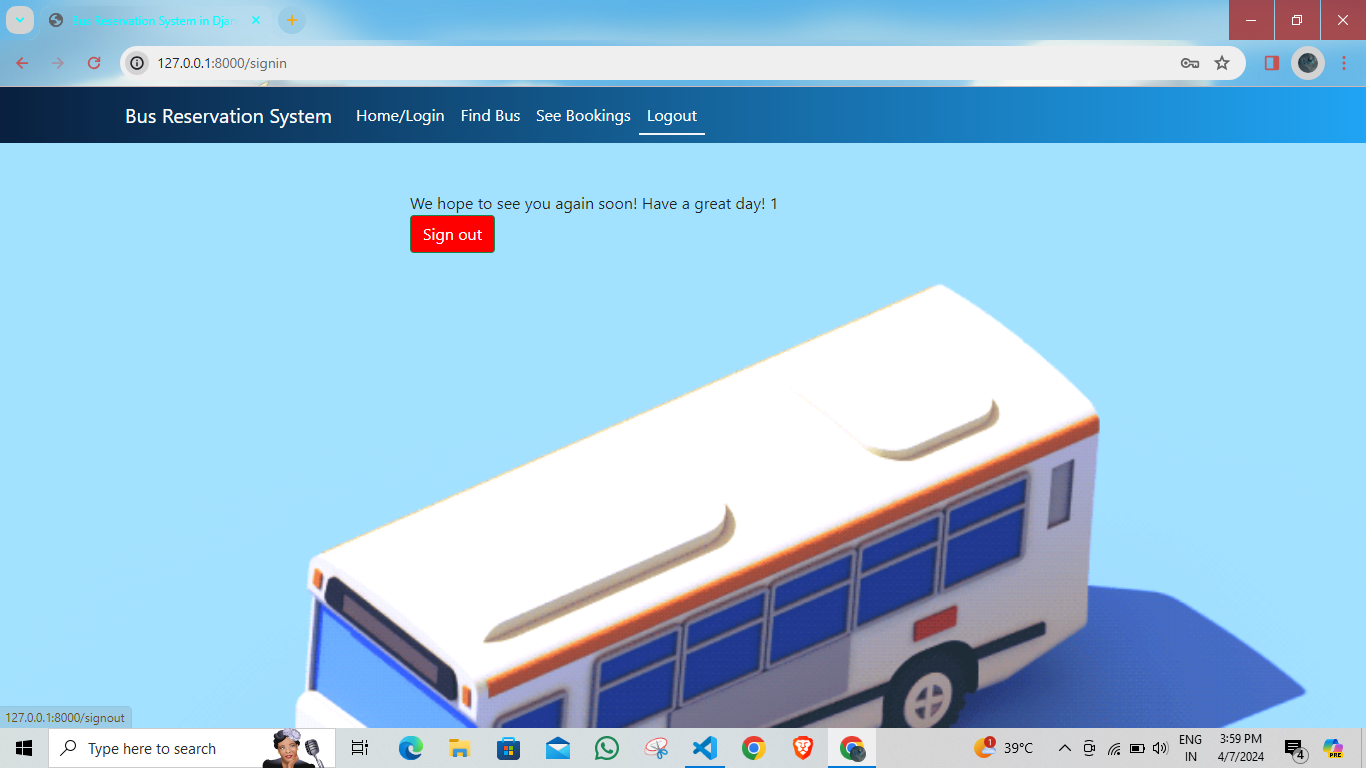 Bus Reservation System in Djan
127.0.0.1:8000/signin
Bus Reservation System Home/Login Find Bus See Bookings Logout
We hope to see you again soon! Have a great day! 1
Sign out
127.0.0.1:8000/signout
Type here to search
1
39°C
ENG
IN
3:59 PM
4/7/2024
4
PRE